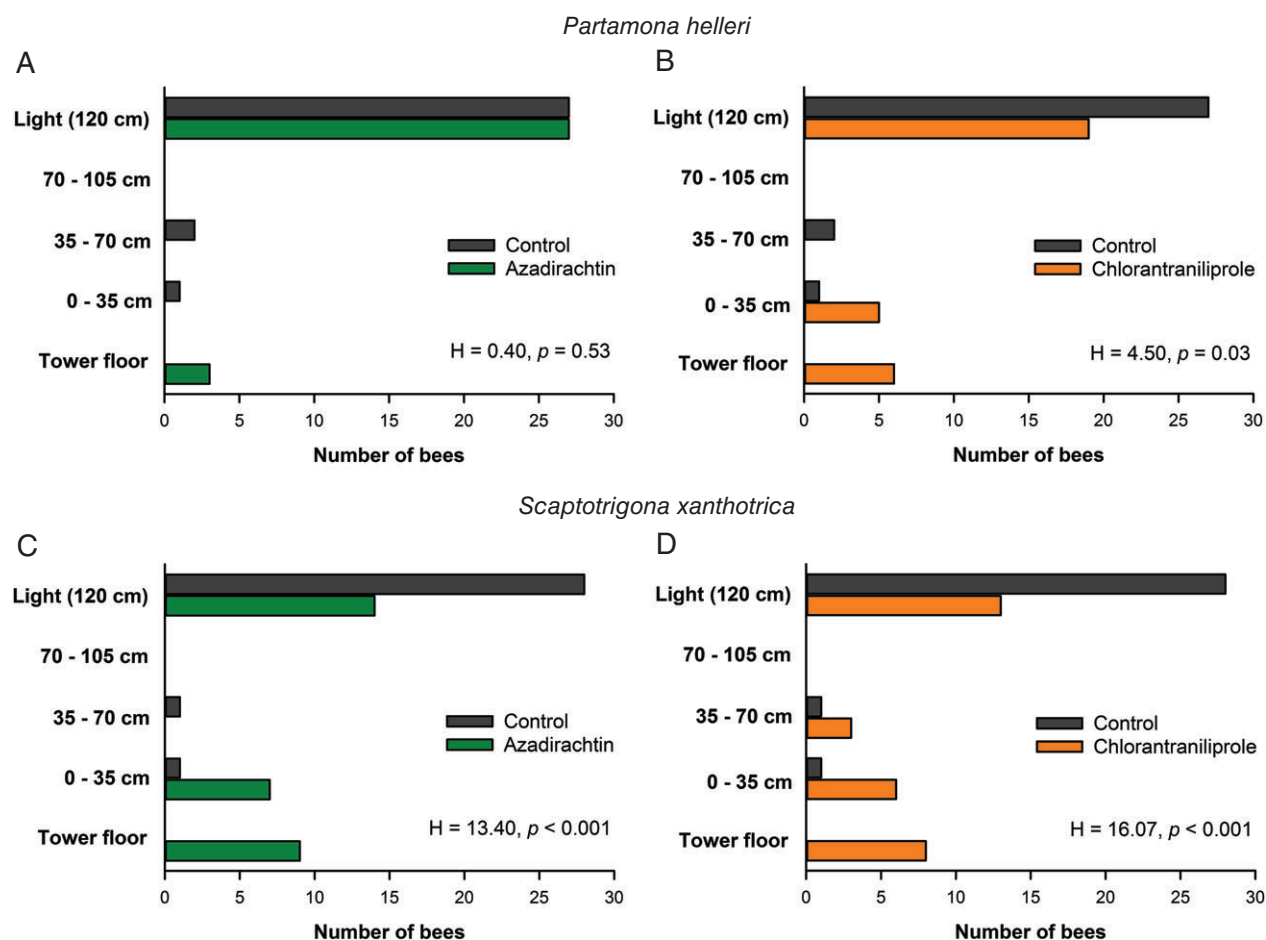 Partamona helleri
A
Light (120 cm)
70 - 105 cm
35 - 70 cm
0 - 35 cm
Tower floor
Control
Azadirachtin
H = 0.40, p = 0.53
0 5 10 15 20 25 30
Number of bees
B
Light (120 cm)
70 - 105 cm
35 - 70 cm
0 - 35 cm
Tower floor
Control
Chlorantraniliprole
H = 4.50, p = 0.03
0 5 10 15 20 25 30
Number of bees
Scaptotrigona xanthotrica
C
Light (120 cm)
70 - 105 cm
35 - 70 cm
0 - 35 cm
Tower floor
Control
Azadirachtin
H = 13.40, p < 0.001
0 5 10 15 20 25 30
Number of bees
D
Light (120 cm)
70 - 105 cm
35 - 70 cm
0 - 35 cm
Tower floor
Control
Chlorantraniliprole
H = 16.07, p < 0.001
0 5 10 15 20 25 30
Number of bees